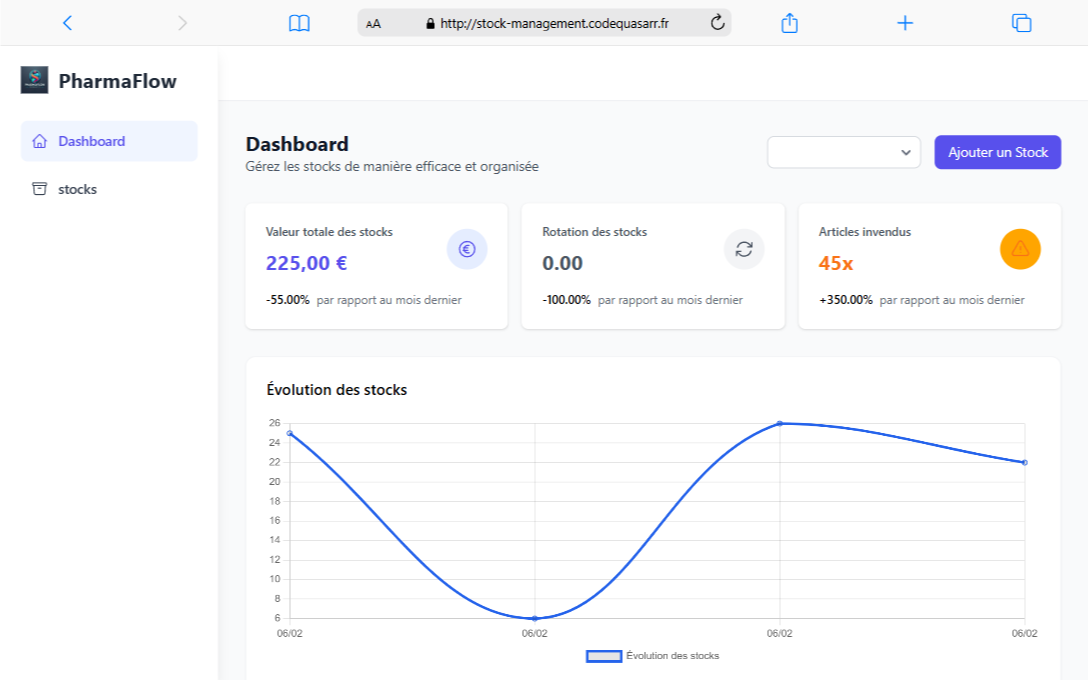 AA http://stock-management.codequasarr.fr
PharmaFlow
Dashboard
stocks
Dashboard
Gérez les stocks de manière efficace et organisée
Ajouter un Stock
Valeur totale des stocks
225,00 €
-55.00% par rapport au mois dernier
Rotation des stocks
0.00
-100.00% par rapport au mois dernier
Articles invendus
45x
+350.00% par rapport au mois dernier
Évolution des stocks
26
24
22
20
18
16
14
12
10
8
6
06/02 06/02 06/02 06/02
Évolution des stocks